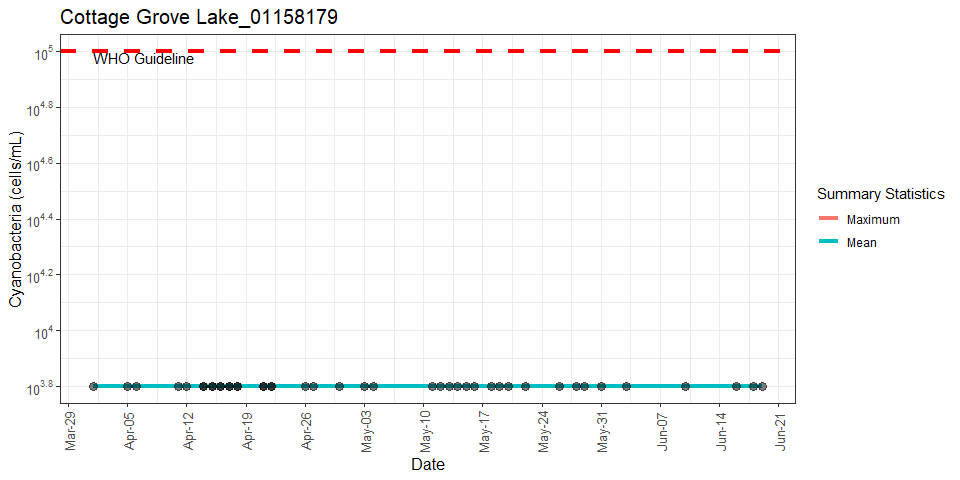 Cottage Grove Lake_01158179
Cyanobacteria (cells/mL)
10^5
10^4.8
10^4.6
10^4.4
10^4.2
10^4
10^3.8
WHO Guideline
Mar-29
Apr-05
Apr-12
Apr-19
Apr-26
May-03
May-10
May-17
May-24
May-31
Jun-07
Jun-14
Jun-21
Date
Summary Statistics
Maximum
Mean